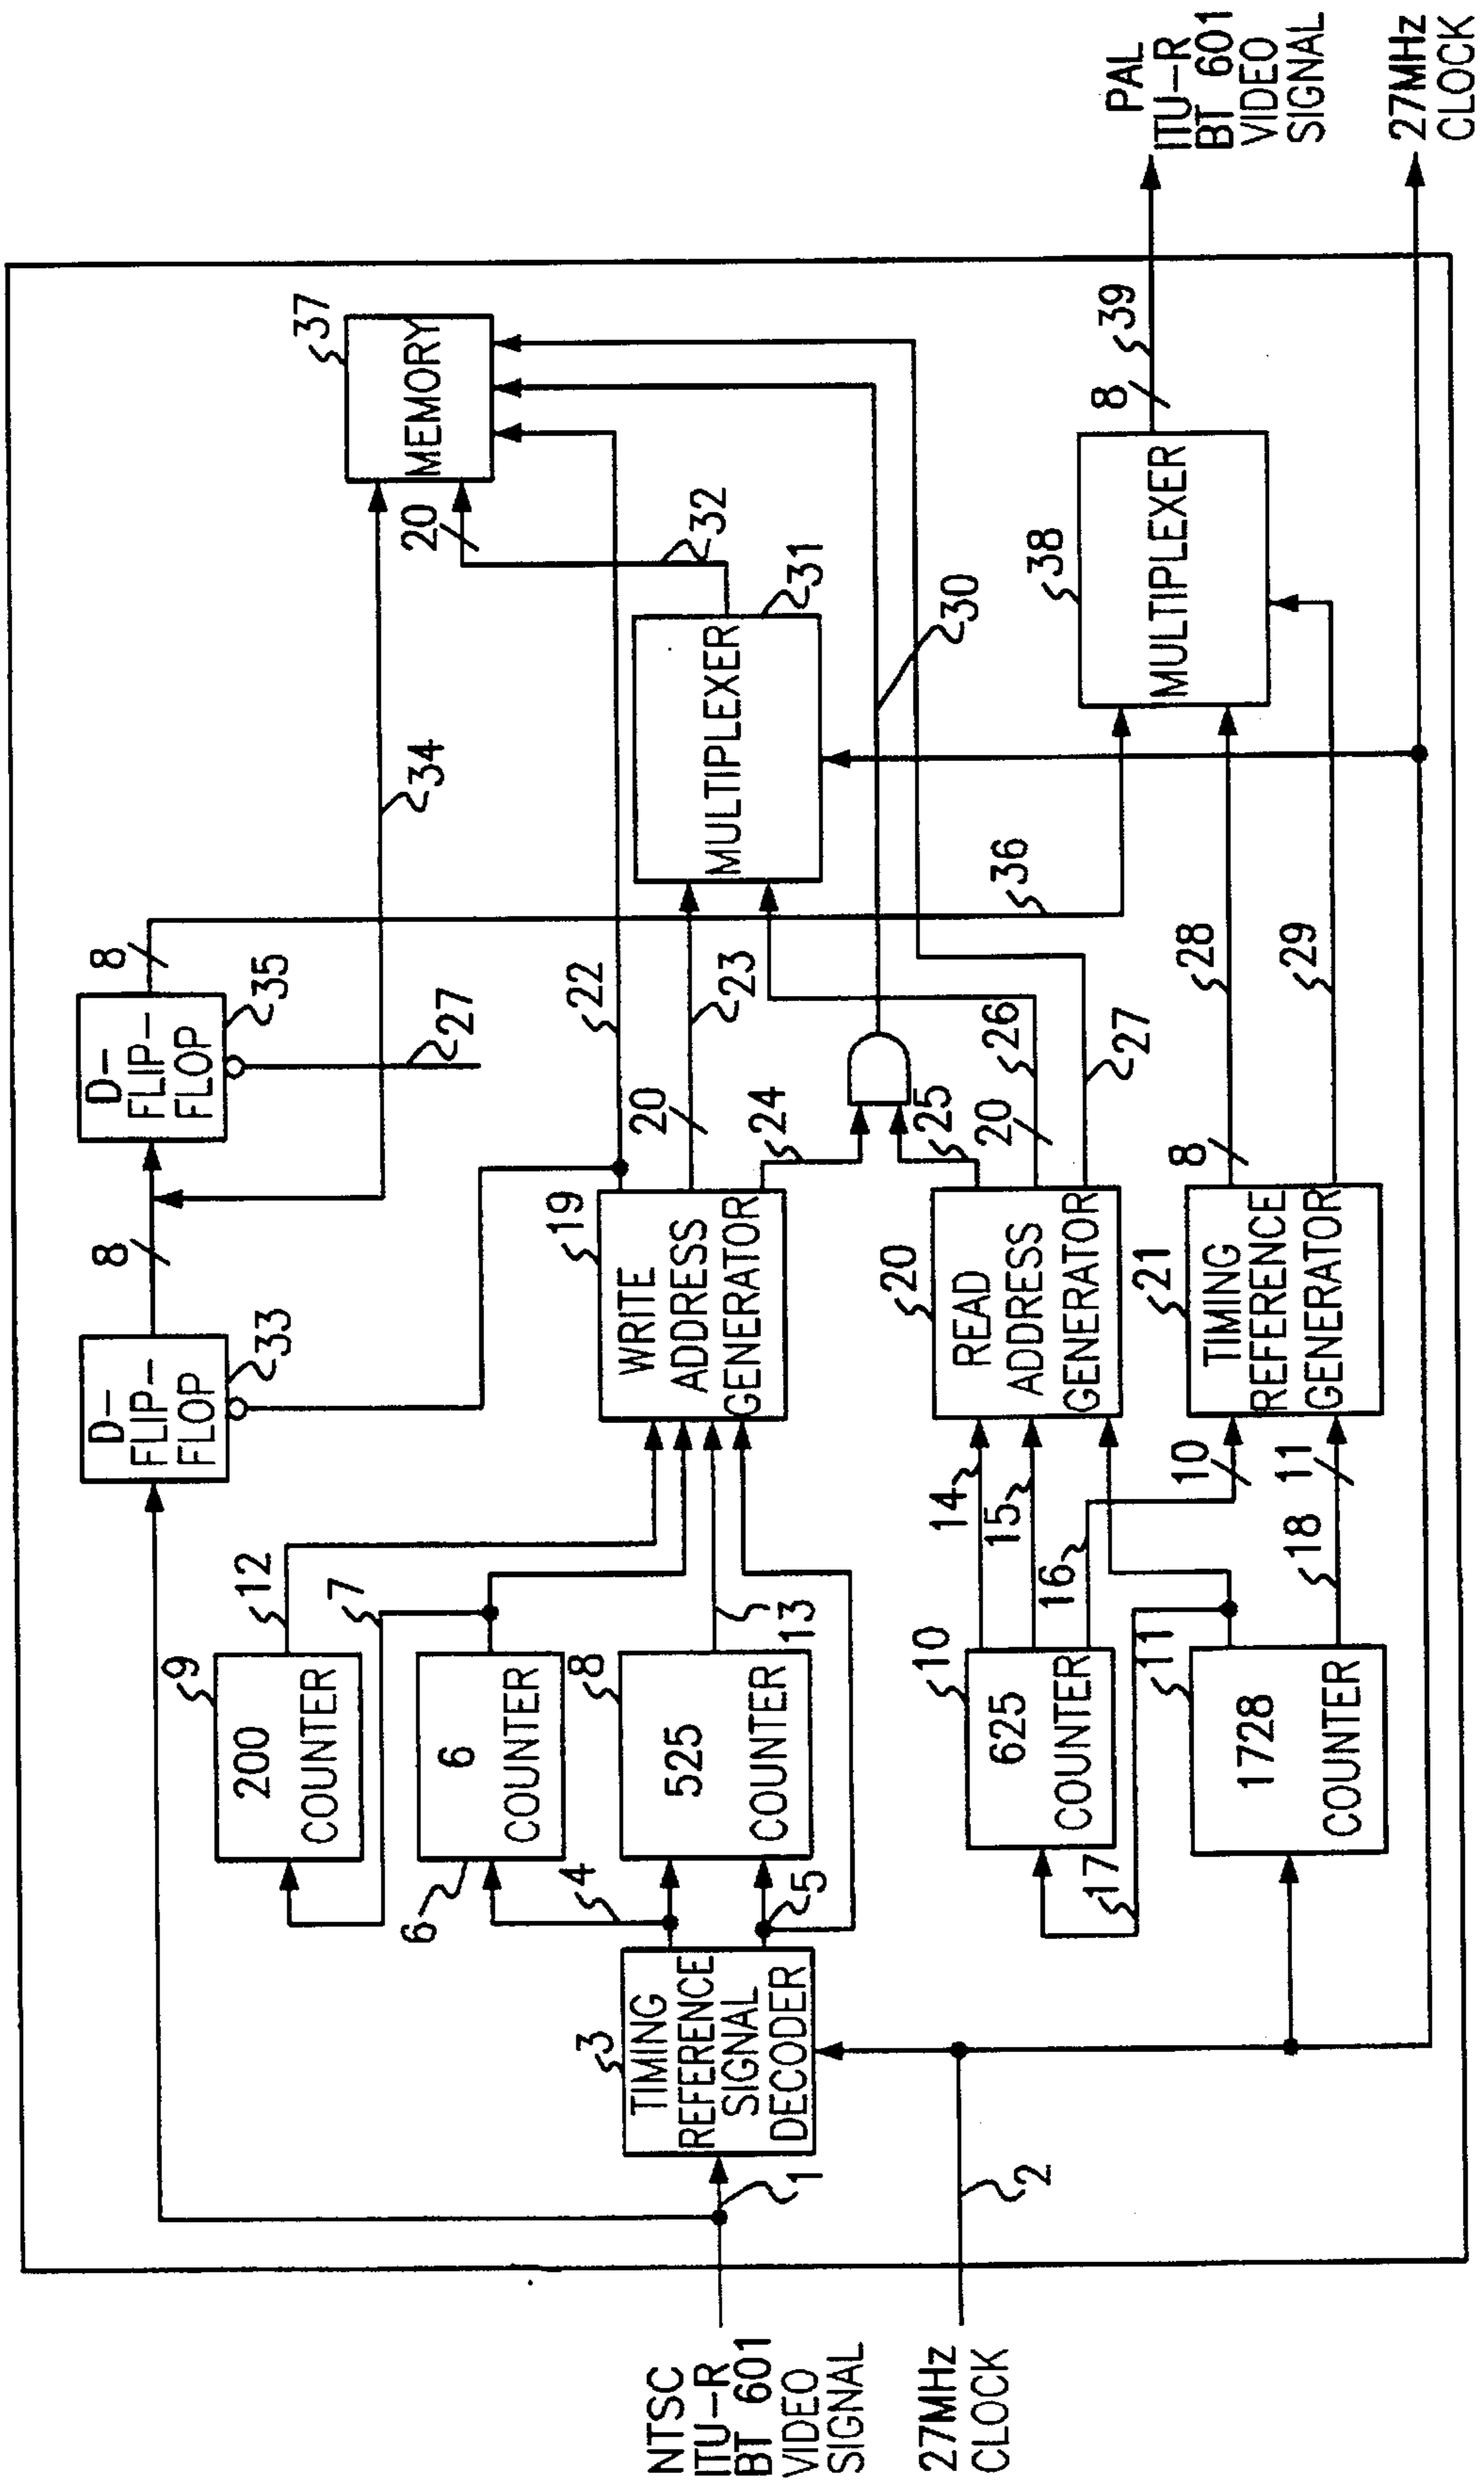 NTSC
ITU-R
BT 601
VIDEO
SIGNAL
27MHz
CLOCK
1
2
3
TIMING
REFERENCE
SIGNAL
DECODER
4
5
9
200
COUNTER
12
7
6
6
COUNTER
8
525
COUNTER
13
10
625
COUNTER
17
11
1728
COUNTER
14
15
16
10
18
11
D-
FLIP-
FLOP
33
8
D-
FLIP-
FLOP
35
8
27
34
19
WRITE
ADDRESS
GENERATOR
22
20
23
24
20
READ
ADDRESS
GENERATOR
25
20
26
27
21
TIMING
REFERENCE
GENERATOR
8
28
29
36
30
MULTIPLEXER
31
32
20
37
MEMORY
38
MULTIPLEXER
8
39
PAL
ITU-R
BT 601
VIDEO
SIGNAL
27MHz
CLOCK